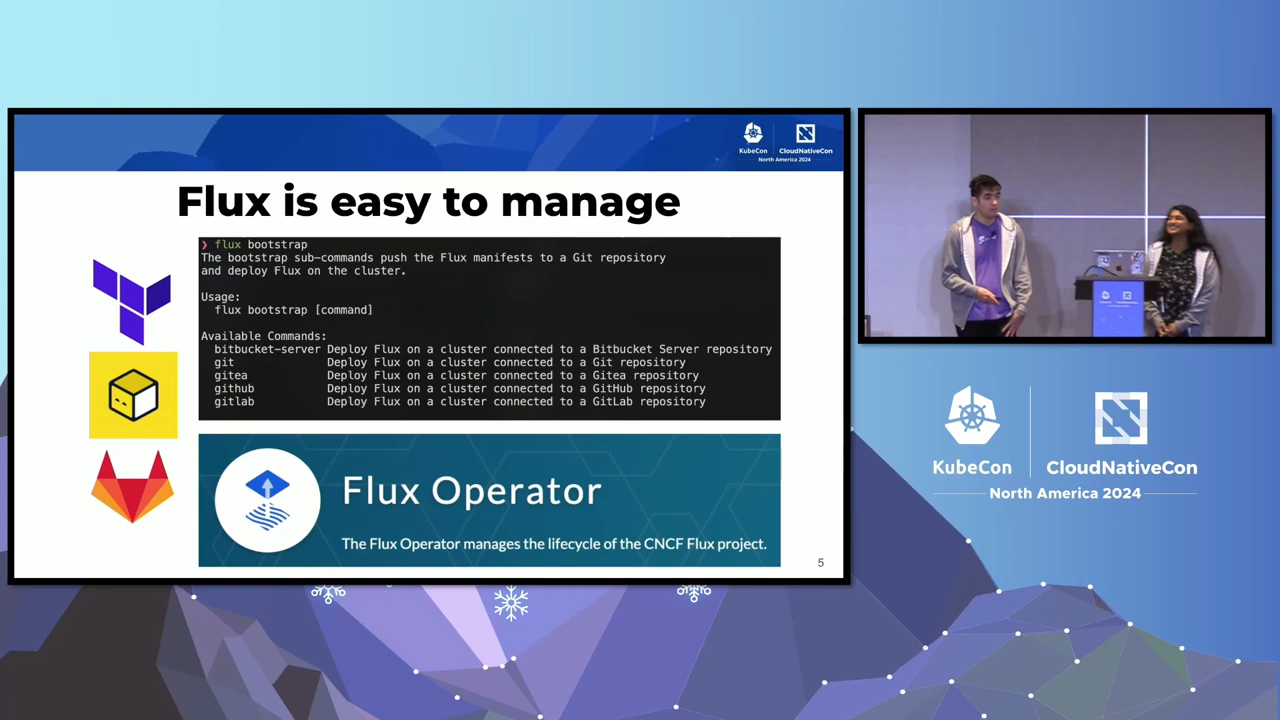 KubeCon
CloudNativeCon
North America 2024
Flux is easy to manage
❯ flux bootstrap
The bootstrap sub-commands push the Flux manifests to a Git repository
and deploy Flux on the cluster.
Usage:
flux bootstrap [command]
Available Commands:
bitbucket-server Deploy Flux on a cluster connected to a Bitbucket Server repository
git Deploy Flux on a cluster connected to a Git repository
gitea Deploy Flux on a cluster connected to a Gitea repository
github Deploy Flux on a cluster connected to a GitHub repository
gitlab Deploy Flux on a cluster connected to a GitLab repository
Flux Operator
The Flux Operator manages the lifecycle of the CNCF Flux project.
5
KubeCon
CloudNativeCon
North America 2024